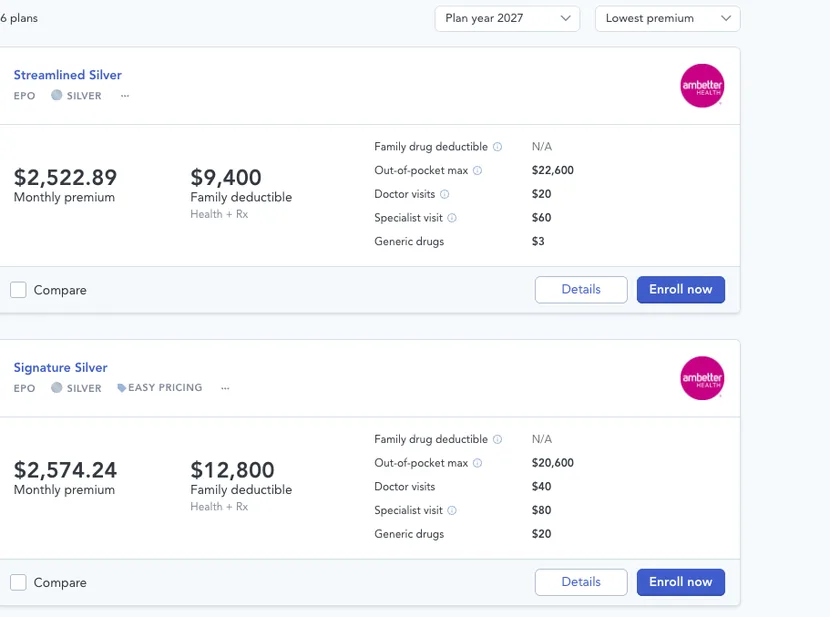 6 plans
Plan year 2027
Lowest premium
Streamlined Silver
EPO SILVER ...
ambetter
HEALTH
$2,522.89
Monthly premium
$9,400
Family deductible
Health + Rx
Family drug deductible N/A
Out-of-pocket max $22,600
Doctor visits $20
Specialist visit $60
Generic drugs $3
Compare
Details
Enroll now
Signature Silver
EPO SILVER EASY PRICING ...
ambetter
HEALTH
$2,574.24
Monthly premium
$12,800
Family deductible
Health + Rx
Family drug deductible N/A
Out-of-pocket max $20,600
Doctor visits $40
Specialist visit $80
Generic drugs $20
Compare
Details
Enroll now